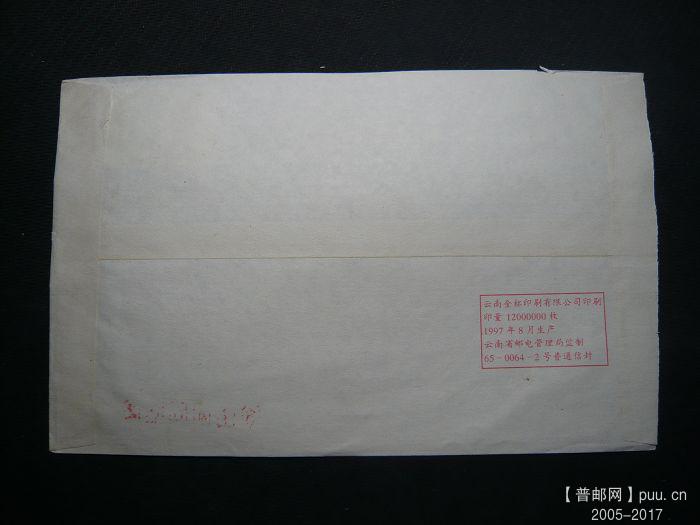 云南金标印刷有限公司印刷
印量 12000000 枚
1997 年 8 月生产
云南省邮电管理局监制
65-0064-2 号普通信封
【普邮网】puu.cn
2005-2017